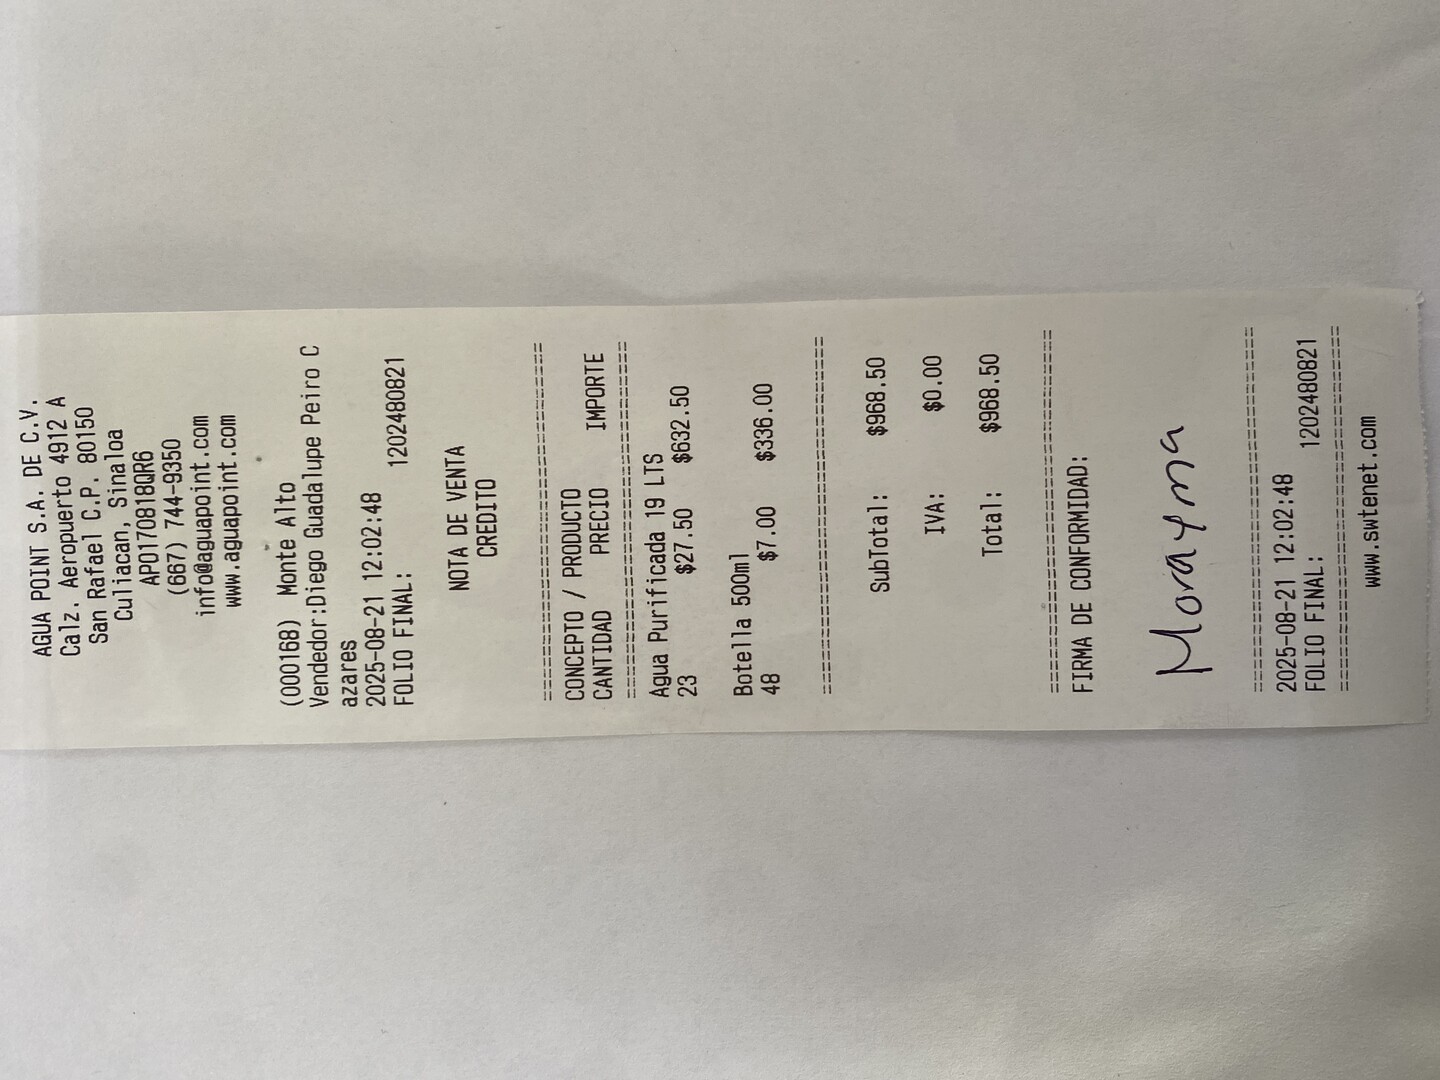 AGUA POINT S.A. DE C.V.
Calz. Aeropuerto 4912 A
San Rafael C.P. 80150
Culiacan, Sinaloa
APO170818QR6
(667) 744-9350
info@aguapoint.com
www.aguapoint.com
(000168) Monte Alto
Vendedor:Diego Guadalupe Peiro C
azares
2025-08-21 12:02:48
FOLIO FINAL: 1202480821
NOTA DE VENTA
CREDITO
================================
CONCEPTO / PRODUCTO
CANTIDAD PRECIO IMPORTE
================================
Agua Purificada 19 LTS
23 $27.50 $632.50
Botella 500ml
48 $7.00 $336.00
================================
SubTotal: $968.50
IVA: $0.00
Total: $968.50
================================
FIRMA DE CONFORMIDAD:
Morayma
================================
2025-08-21 12:02:48
FOLIO FINAL: 1202480821
================================
www.swtenet.com